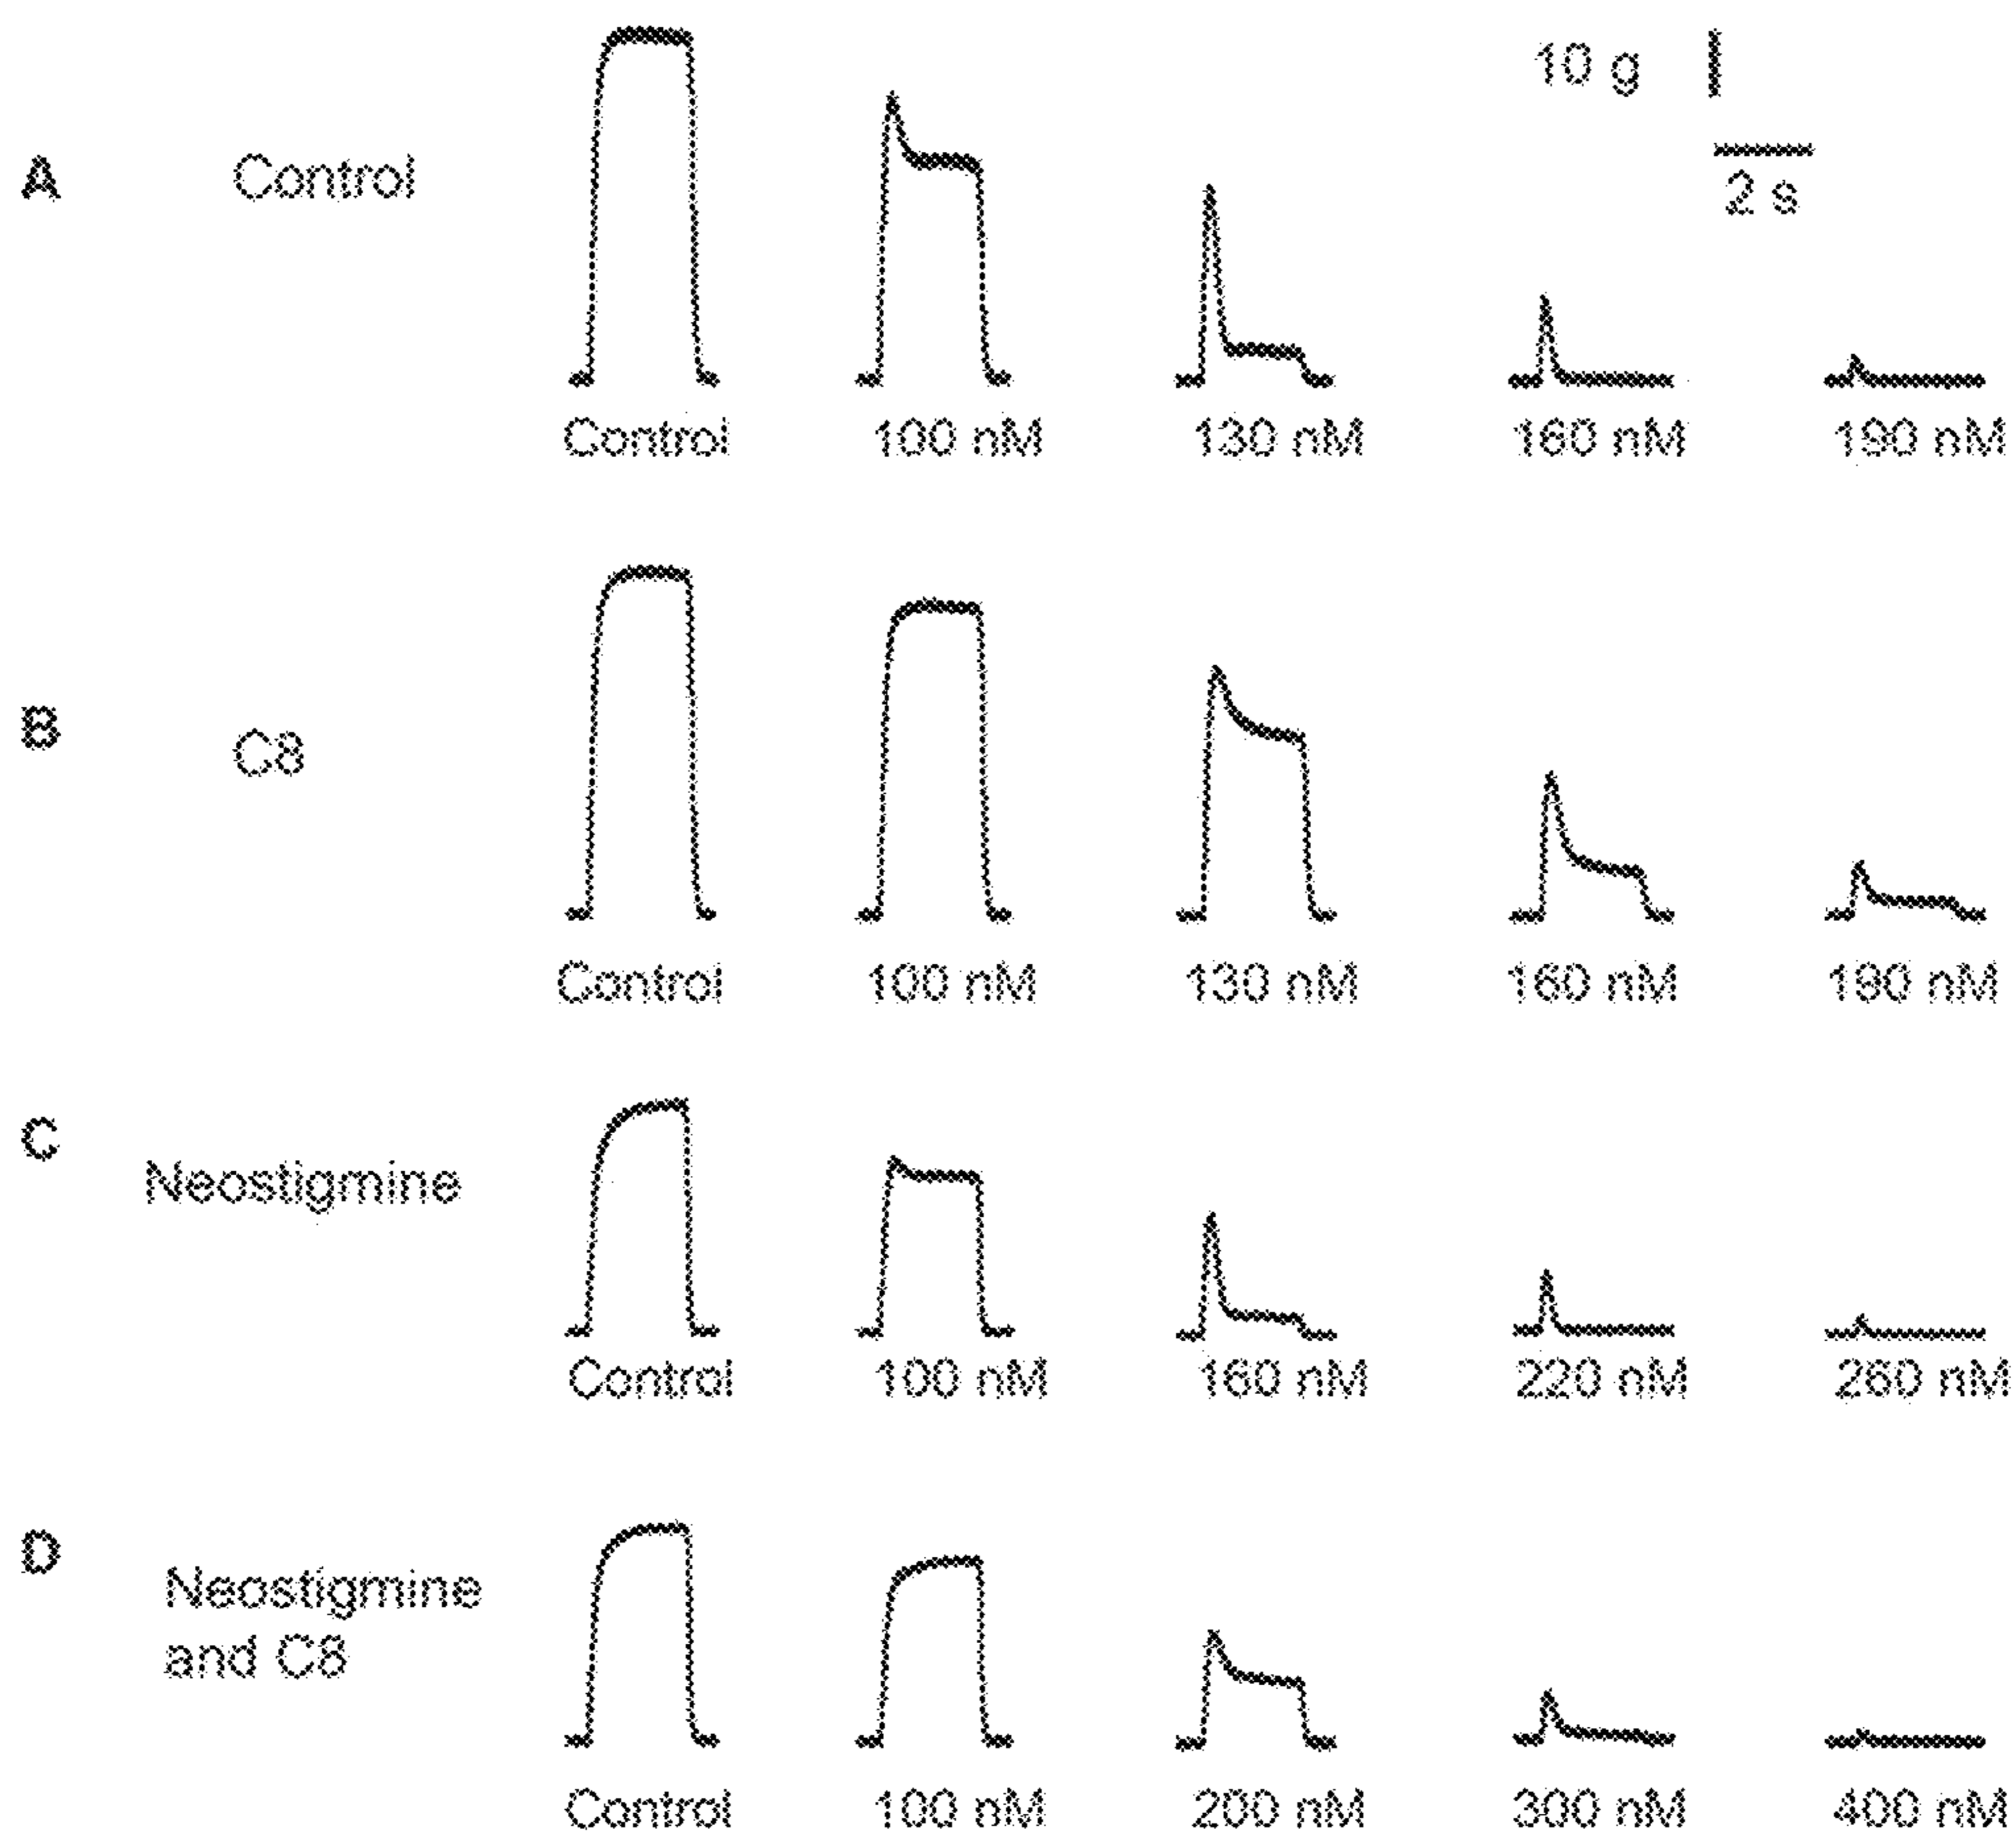 10 g
2 s
A Control
Control 100 nM 130 nM 160 nM 190 nM
B C8
Control 100 nM 130 nM 160 nM 190 nM
C Neostigmine
Control 100 nM 160 nM 220 nM 260 nM
D Neostigmine
and C8
Control 100 nM 200 nM 300 nM 400 nM